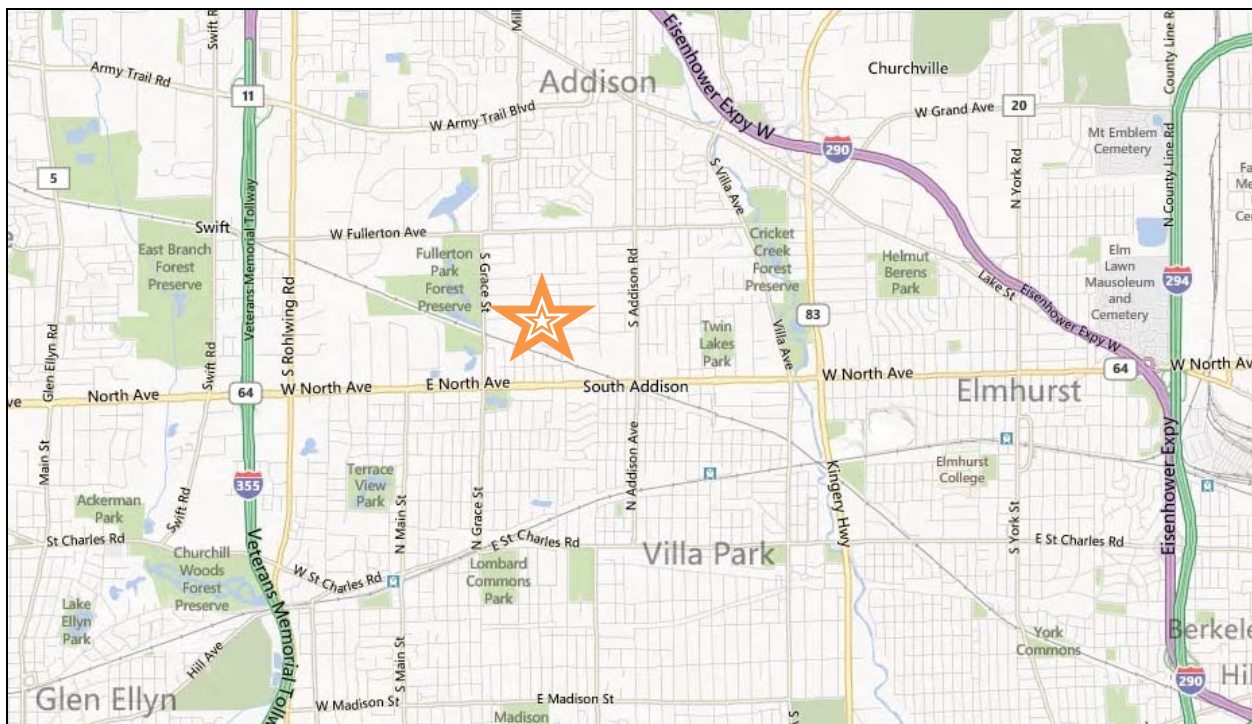 Swift R
Mill
Eisenhower Expy W
County Line R
Army Trail Rd
Addison
Churchville
11
W Army Trail Blvd
W Grand Ave
20
Mt Emblem
Cemetery
290
N York Rd
N County Line Rd
5
Veterans Memorial Tollway
S Villa Ave
Swift
W Fullerton Ave
East Branch
Forest
Preserve
Fullerton
Park
Forest
Preserve
S Grace St
S Addison Rd
Cricket
Creek
Forest
Preserve
Helmut
Berens
Park
Elm
Lawn
Mausoleum
and
Cemetery
Lake St
Eisenhower Expy W
294
S Rohlwing Rd
83
Glen Ellyn Rd
Swift Rd
Twin
Lakes
Park
Villa Ave
North Ave
64
W North Ave
E North Ave
South Addison
W North Ave
64
W North Ave
Elmhurst
Main St
355
Terrace
View
Park
N Addison Ave
Kingery Hwy
Elmhurst
College
Eisenhower Expy
Ackerman
Park
Swift Rd
N Main St
N Grace St
S York St
St Charles Rd
E St Charles Rd
Villa Park
E St Charles Rd
Churchill
Woods
Forest
Preserve
W St Charles Rd
Lombard
Commons
Park
Lake
Ellyn
Park
Veterans Memorial Tollw
Hill Ave
S Main St
York
Commons
Berkele
290
Hil
Glen Ellyn
W Madison St
E Madison St
Madison